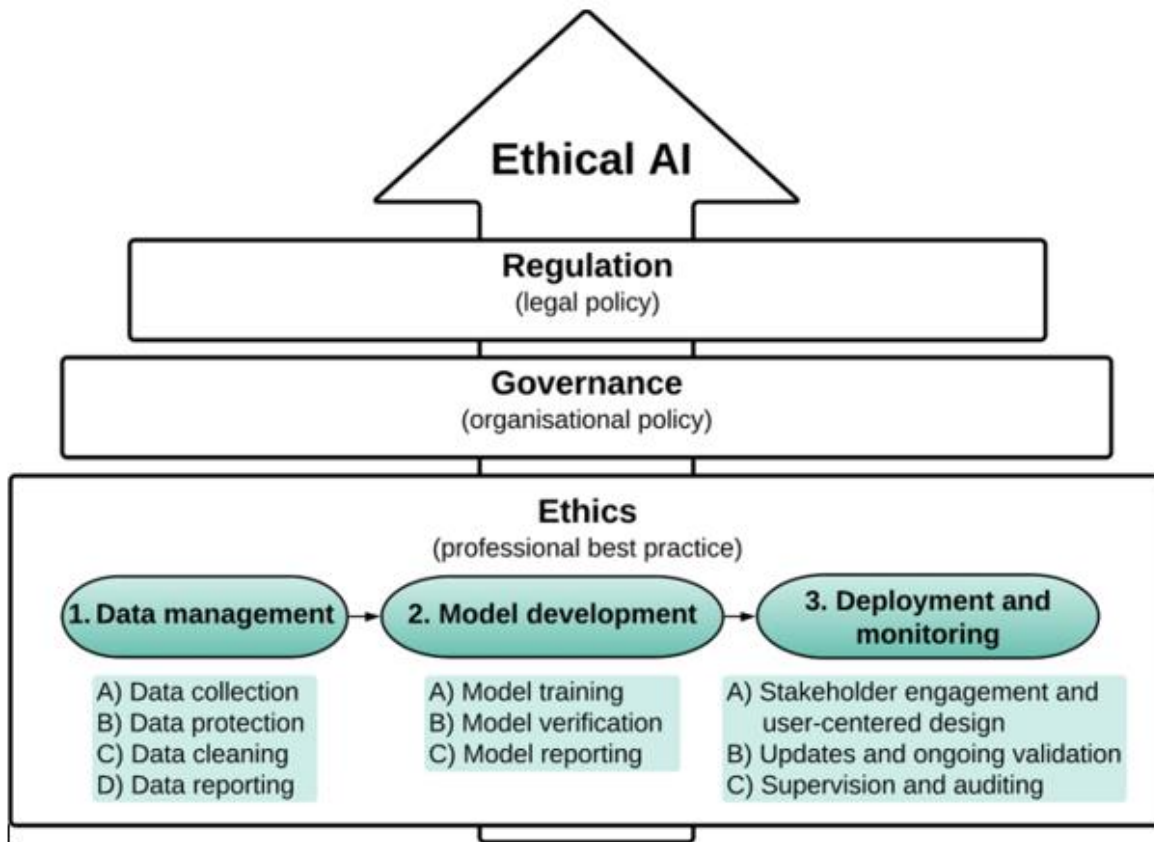 Ethical AI
Regulation
(legal policy)
Governance
(organisational policy)
Ethics
(professional best practice)
1. Data management
A) Data collection
B) Data protection
C) Data cleaning
D) Data reporting
2. Model development
A) Model training
B) Model verification
C) Model reporting
3. Deployment and
monitoring
A) Stakeholder engagement and
user-centered design
B) Updates and ongoing validation
C) Supervision and auditing